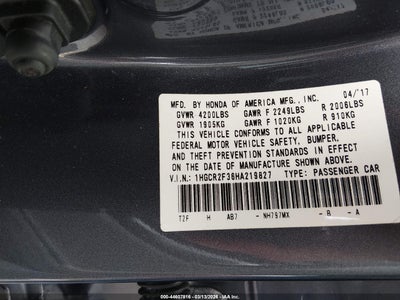 MFD. BY HONDA OF AMERICA MFG., INC. 04/'17
GVWR 4200LBS GAWR F 2249LBS R 2006LBS
GVWR 1905KG GAWR F 1020KG R 910KG
THIS VEHICLE CONFORMS TO ALL APPLICABLE
FEDERAL MOTOR VEHICLE SAFETY, BUMPER,
AND THEFT PREVENTION STANDARDS IN EFFECT
ON THE DATE OF MANUFACTURE SHOWN ABOVE.
V.I.N.: 1HGCR2F36HA219827 TYPE: PASSENGER CAR
T2F H AB7 - NH797MX - B - A
000-44607816 - 03/13/2026 - IAA Inc.